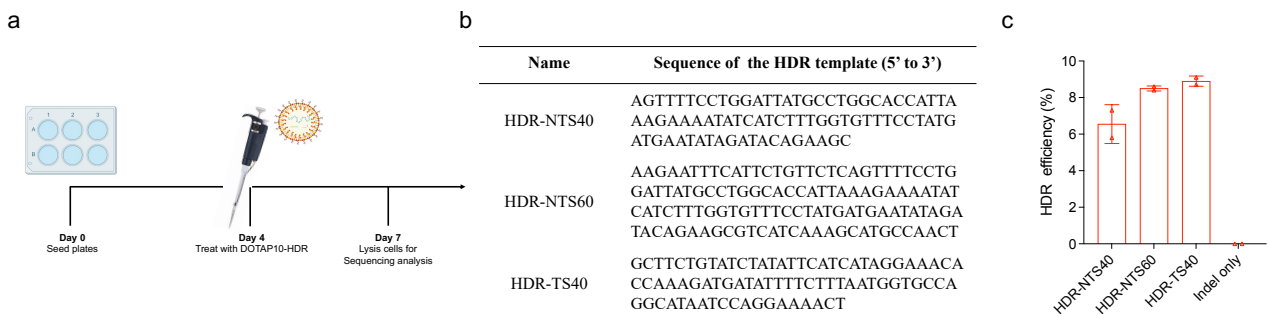 a
1 2 3
A
B
Day 0
Seed plates
Day 4
Treat with DOTAP10-HDR
Day 7
Lysis cells for
Sequencing analysis
b
Name Sequence of the HDR template (5' to 3')
HDR-NTS40
AGTTTTCCTGGATTATGCCTGGCACCATTA
AAGAAAATATCATCTTTGGTGTTTCCTATG
ATGAATATAGATACAGAAGC
HDR-NTS60
AAGAATTTCATTCTGTTCTCAGTTTTCCTG
GATTATGCCTGGCACCATTAAAGAAAATAT
CATCTTTGGTGTTTCCTATGATGAATATAGA
TACAGAAGCGTCATCAAAGCATGCCAACT
HDR-TS40
GCTTCTGTATCTATATTCATCATAGGAAACA
CCAAAGATGATATTTTCTTTAATGGTGCCA
GGCATAATCCAGGAAAACT
c
HDR efficiency (%)
10
8
6
4
2
0
HDR-NTS40
HDR-NTS60
HDR-TS40
Indel only